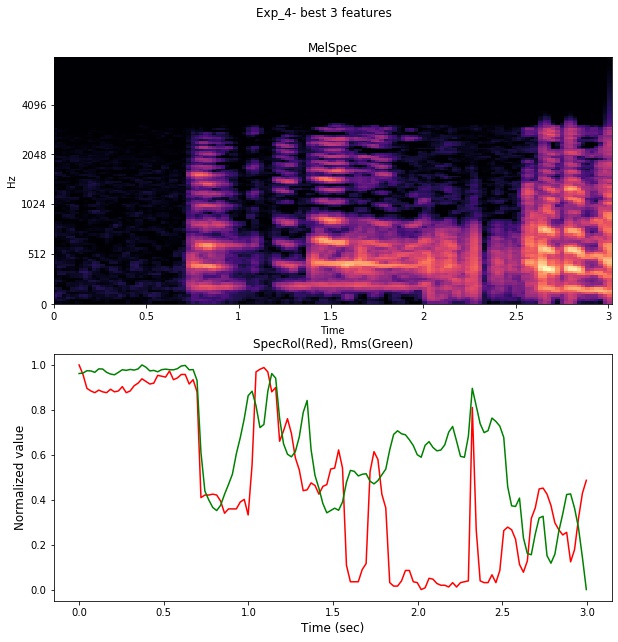 Exp_4- best 3 features
MelSpec
4096
2048
1024
512
0
Hz
0 0.5 1 1.5 2 2.5 3
Time
SpecRol(Red), Rms(Green)
1.0
0.8
0.6
0.4
0.2
0.0
Normalized value
0.0 0.5 1.0 1.5 2.0 2.5 3.0
Time (sec)